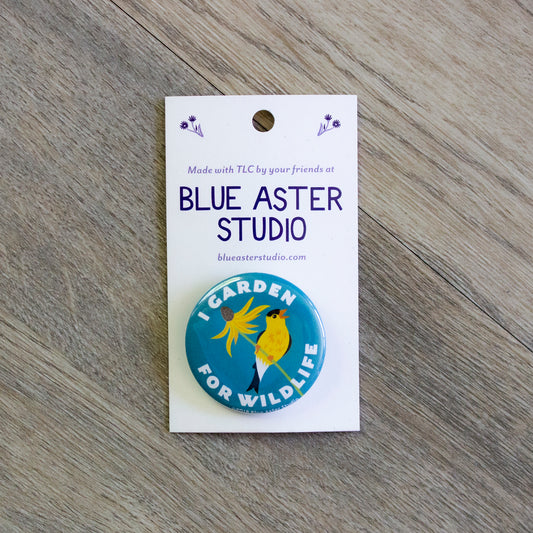 Made with TLC by your friends at
BLUE ASTER
STUDIO
blueasterstudio.com
I GARDEN
FOR WILDLIFE